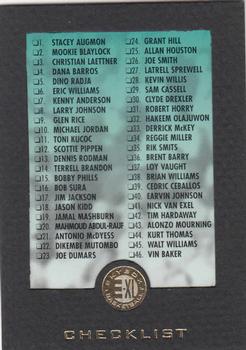 1. STACEY AUGMON
2. MOOKIE BLAYLOCK
3. CHRISTIAN LAETTNER
4. DANA BARROS
5. DINO RADJA
6. ERIC WILLIAMS
7. KENNY ANDERSON
8. LARRY JOHNSON
9. GLEN RICE
10. MICHAEL JORDAN
11. TONI KUCOC
12. SCOTTIE PIPPEN
13. DENNIS RODMAN
14. TERRELL BRANDON
15. BOBBY PHILLS
16. BOB SURA
17. JIM JACKSON
18. JASON KIDD
19. JAMAL MASHBURN
20. MAHMOUD ABDUL-RAUF
21. ANTONIO McDYESS
22. DIKEMBE MUTOMBO
23. JOE DUMARS
24. GRANT HILL
25. ALLAN HOUSTON
26. JOE SMITH
27. LATRELL SPREWELL
28. KEVIN WILLIS
29. SAM CASSELL
30. CLYDE DREXLER
31. ROBERT HORRY
32. HAKEEM OLAJUWON
33. DERRICK McKEY
34. REGGIE MILLER
35. RIK SMITS
36. BRENT BARRY
37. LOY VAUGHT
38. BRIAN WILLIAMS
39. CEDRIC CEBALLOS
40. ELDEN CAMPBELL
41. NICK VAN EXEL
42. TIM HARDAWAY
43. ALONZO MOURNING
44. KURT THOMAS
45. WALT WILLIAMS
46. VIN BAKER
SKYBOX
EX
BASKETBALL
CHECKLIST